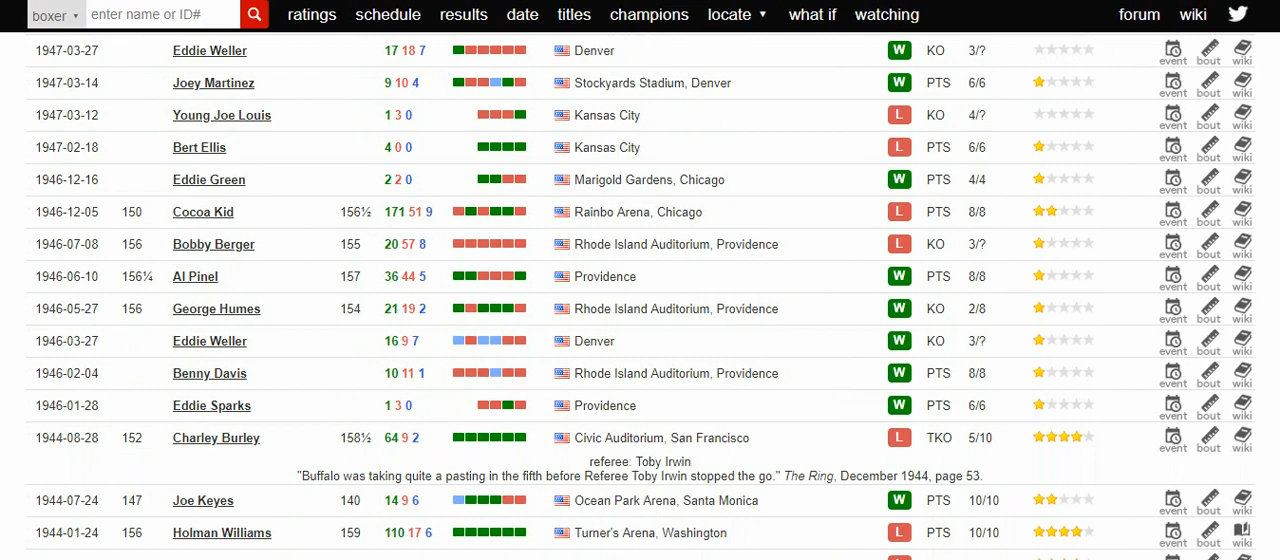 boxer enter name or ID# ratings schedule results date titles champions locate what if watching forum wiki
1947-03-27 Eddie Weller 17 18 7 Denver W KO 3/? event bout wiki
1947-03-14 Joey Martinez 9 10 4 Stockyards Stadium, Denver W PTS 6/6 event bout wiki
1947-03-12 Young Joe Louis 1 3 0 Kansas City L KO 4/? event bout wiki
1947-02-18 Bert Ellis 4 0 0 Kansas City L PTS 6/6 event bout wiki
1946-12-16 Eddie Green 2 2 0 Marigold Gardens, Chicago W PTS 4/4 event bout wiki
1946-12-05 150 Cocoa Kid 156½ 171 51 9 Rainbo Arena, Chicago L PTS 8/8 event bout wiki
1946-07-08 156 Bobby Berger 155 20 57 8 Rhode Island Auditorium, Providence L KO 3/? event bout wiki
1946-06-10 156¼ Al Pinel 157 36 44 5 Providence W PTS 8/8 event bout wiki
1946-05-27 156 George Humes 154 21 19 2 Rhode Island Auditorium, Providence W KO 2/8 event bout wiki
1946-03-27 Eddie Weller 16 9 7 Denver W KO 3/? event bout wiki
1946-02-04 Benny Davis 10 11 1 Rhode Island Auditorium, Providence W PTS 8/8 event bout wiki
1946-01-28 Eddie Sparks 1 3 0 Providence W PTS 6/6 event bout wiki
1944-08-28 152 Charley Burley 158½ 64 9 2 Civic Auditorium, San Francisco L TKO 5/10 event bout wiki
referee: Toby Irwin
"Buffalo was taking quite a pasting in the fifth before Referee Toby Irwin stopped the go." The Ring, December 1944, page 53.
1944-07-24 147 Joe Keyes 140 14 9 6 Ocean Park Arena, Santa Monica W PTS 10/10 event bout wiki
1944-01-24 156 Holman Williams 159 110 17 6 Turner's Arena, Washington L PTS 10/10 event bout wiki